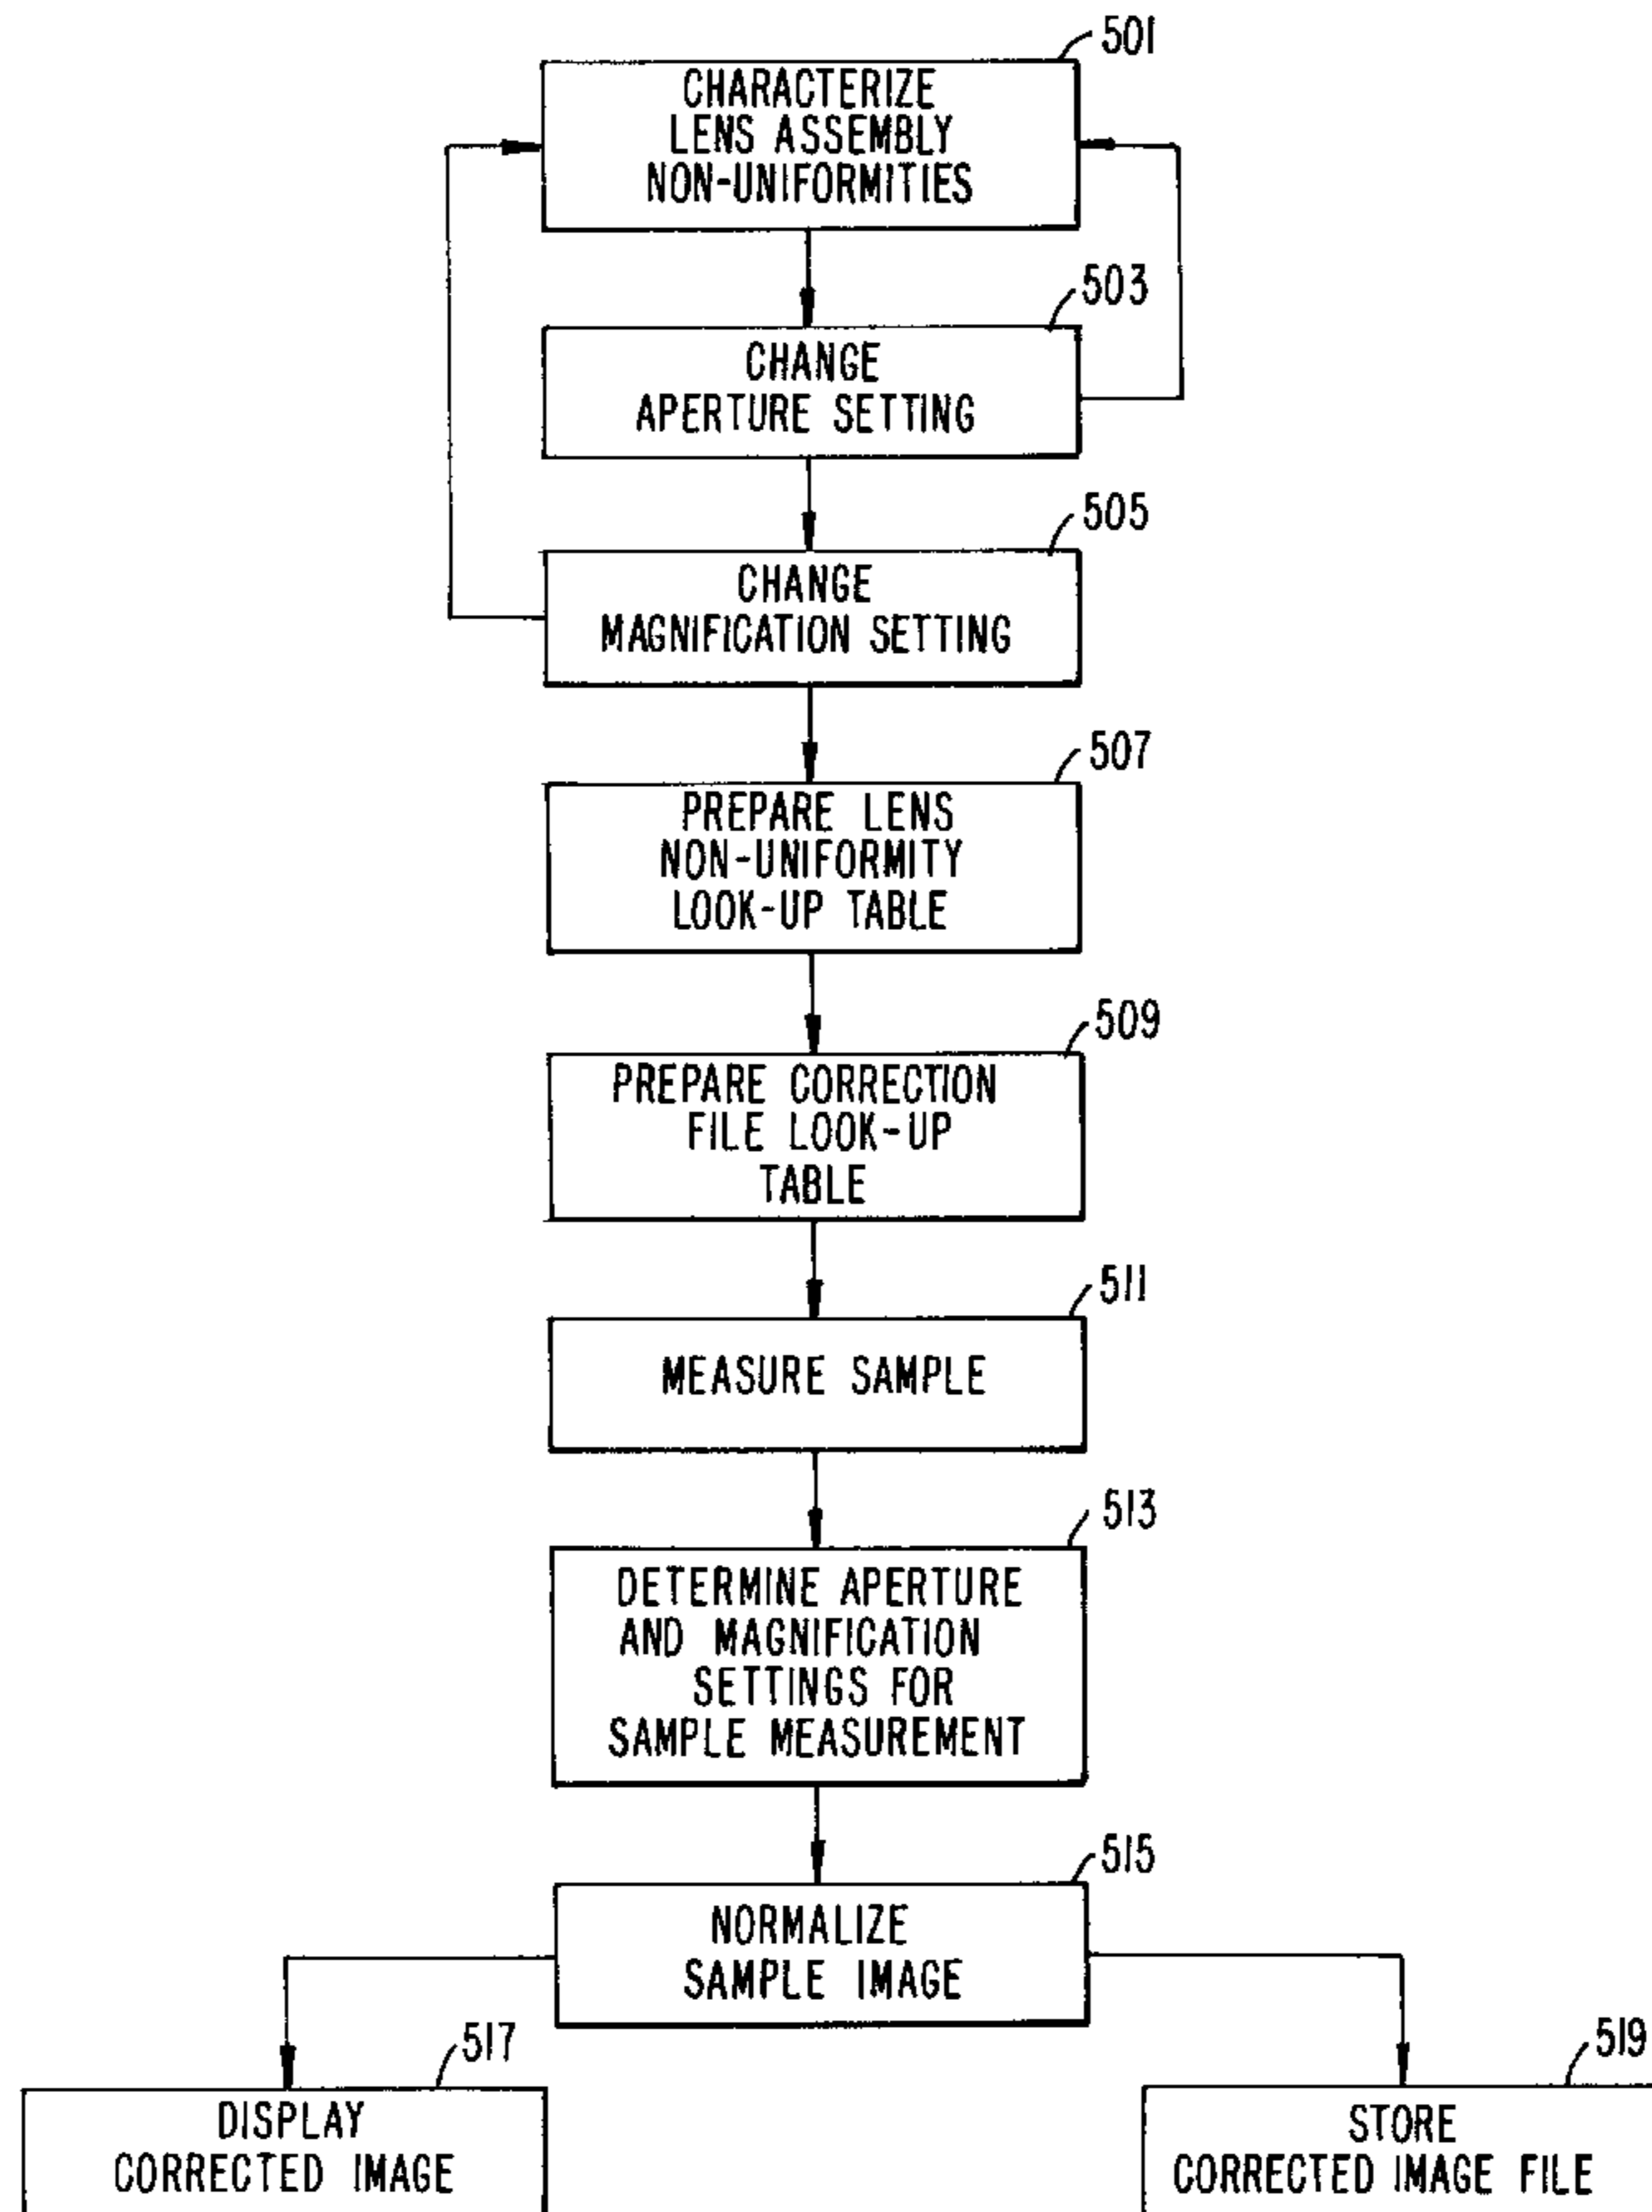 501
CHARACTERIZE
LENS ASSEMBLY
NON-UNIFORMITIES
503
CHANGE
APERTURE SETTING
505
CHANGE
MAGNIFICATION SETTING
507
PREPARE LENS
NON-UNIFORMITY
LOOK-UP TABLE
509
PREPARE CORRECTION
FILE LOOK-UP
TABLE
511
MEASURE SAMPLE
513
DETERMINE APERTURE
AND MAGNIFICATION
SETTINGS FOR
SAMPLE MEASUREMENT
515
NORMALIZE
SAMPLE IMAGE
517
DISPLAY
CORRECTED IMAGE
519
STORE
CORRECTED IMAGE FILE